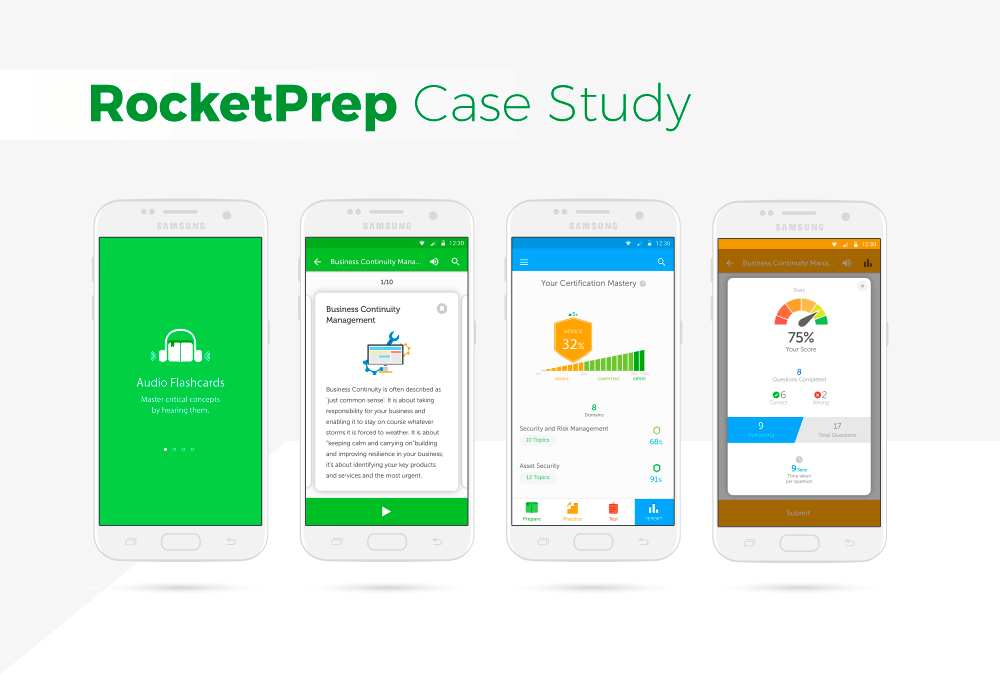 RocketPrep Case Study
SAMSUNG
Audio Flashcards
Master critical concepts
by hearing them.
SAMSUNG
12:30
Business Continuity Mana...
1/10
Business Continuity
Management
Business Continuity is often described as
'just common sense'. It is about taking
responsibility for your business and
enabling it to stay on course whatever
storms it is forced to weather. It is about
"keeping calm and carrying on"building
and improving resilience in your business;
it's about identifying your key products
and services and the most urgent.
SAMSUNG
12:30
Your Certification Mastery
NOVICE
32%
NOVICE
COMPETENT
EXPERT
8
Domains
Security and Risk Management
10 Topics
68%
Asset Security
12 Topics
91%
Prepare
Practice
Test
REPORT
SAMSUNG
12:30
Business Continuity Mana...
Stats
75%
Your Score
8
Questions Completed
6
Correct
2
Wrong
9
Remaining
17
Total Questions
9 Secs
Time taken
per question
Submit